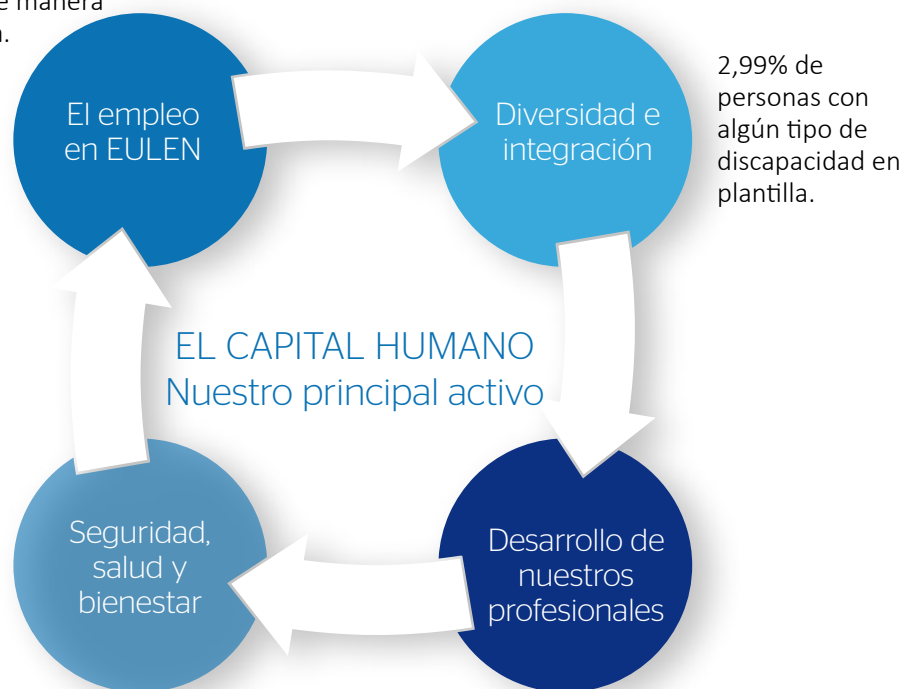 manera
El empleo
en EULEN
Diversidad e
integración
2,99% de
personas con
algún tipo de
discapacidad en
plantilla.
EL CAPITAL HUMANO
Nuestro principal activo
Seguridad,
salud y
bienestar
Desarrollo de
nuestros
profesionales